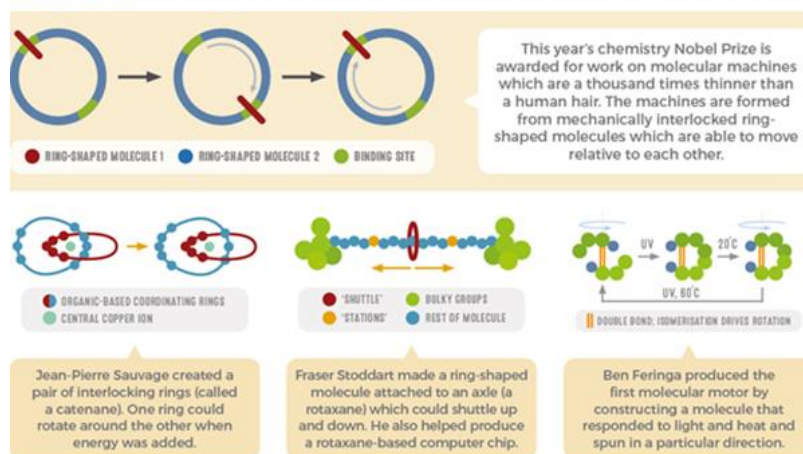 This year's chemistry Nobel Prize is
awarded for work on molecular machines
which are a thousand times thinner than
a human hair. The machines are formed
from mechanically interlocked ring-
shaped molecules which are able to move
relative to each other.
RING-SHAPED MOLECULE 1
RING-SHAPED MOLECULE 2
BINDING SITE
ORGANIC-BASED COORDINATING RINGS
CENTRAL COPPER ION
'SHUTTLE'
BULKY GROUPS
'STATIONS'
REST OF MOLECULE
UV
20°C
UV, 60°C
DOUBLE BOND; ISOMERISATION DRIVES ROTATION
Jean-Pierre Sauvage created a
pair of interlocking rings (called
a catenane). One ring could
rotate around the other when
energy was added.
Fraser Stoddart made a ring-shaped
molecule attached to an axle (a
rotaxane) which could shuttle up
and down. He also helped produce
a rotaxane-based computer chip.
Ben Feringa produced the
first molecular motor by
constructing a molecule that
responded to light and heat and
spun in a particular direction.